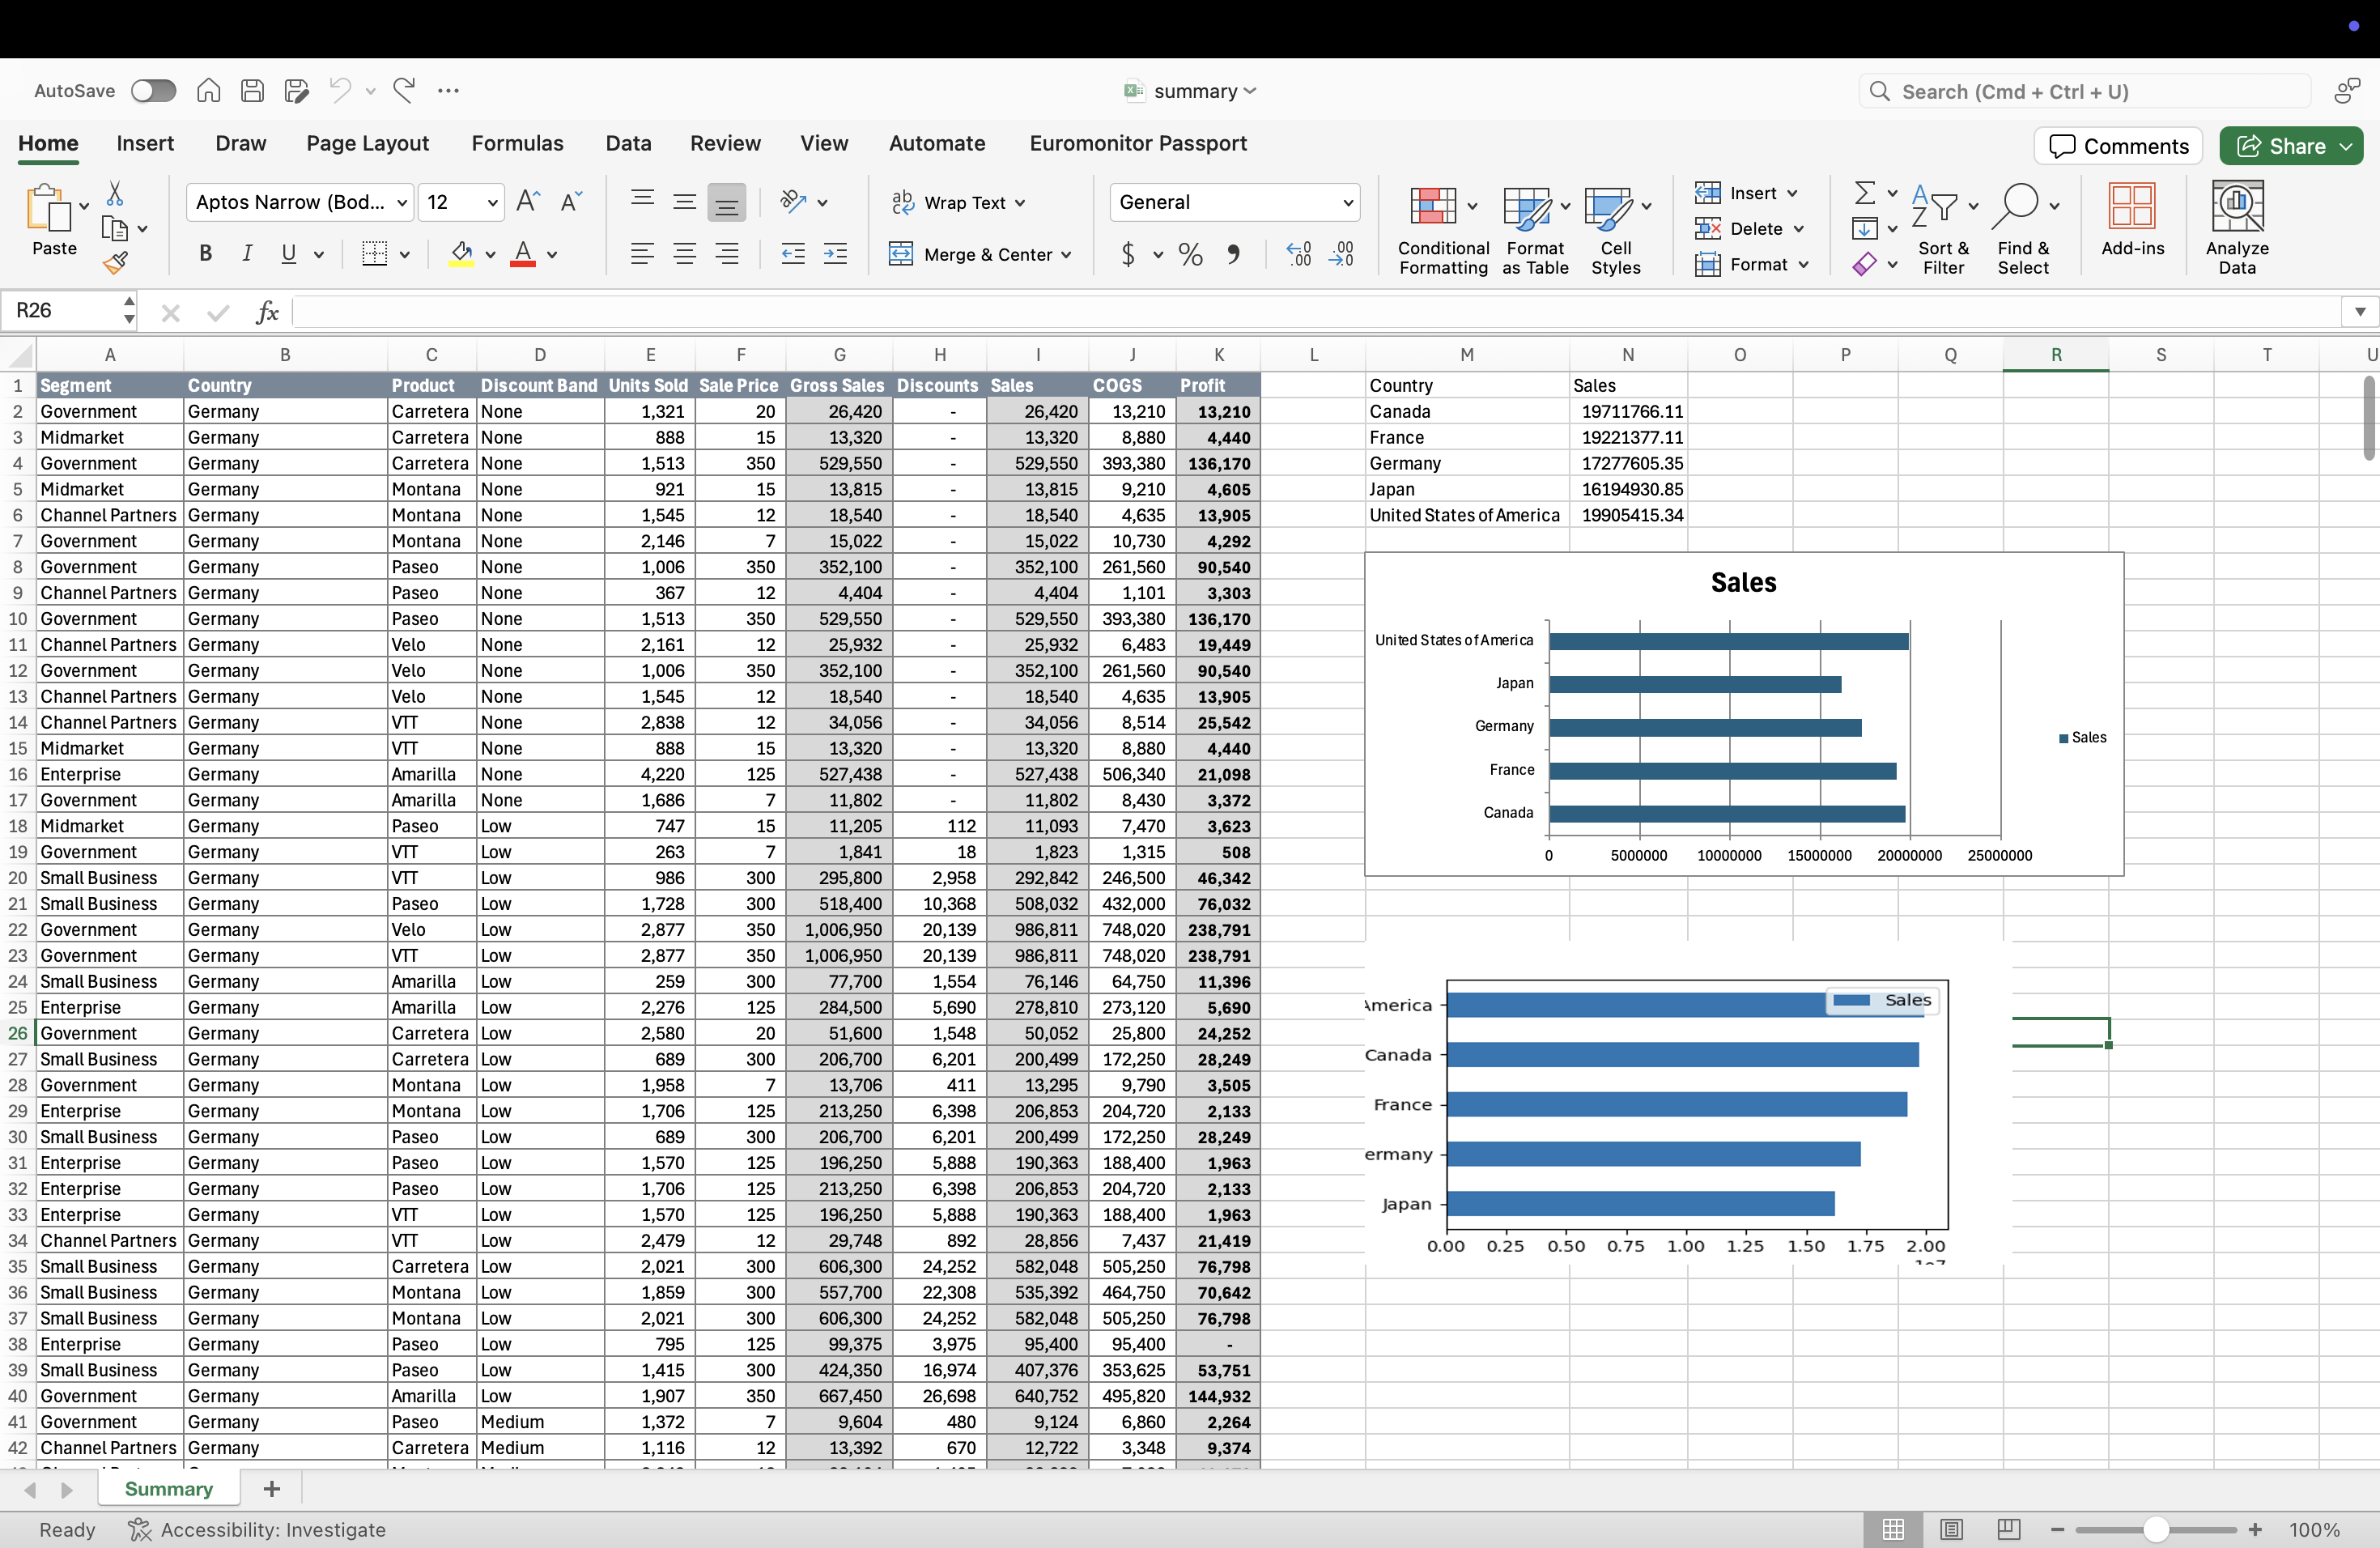 AutoSave
summary
Search (Cmd + Ctrl + U)
Home Insert Draw Page Layout Formulas Data Review View Automate Euromonitor Passport
Comments Share
Paste
Aptos Narrow (Bod... 12
B I U
Wrap Text
Merge & Center
General
$ %
Conditional Formatting
Format as Table
Cell Styles
Insert
Delete
Format
Sort & Filter
Find & Select
Add-ins
Analyze Data
R26 fx
A B C D E F G H I J K L M N O P Q R S T U
1 Segment Country Product Discount Band Units Sold Sale Price Gross Sales Discounts Sales COGS Profit Country Sales
2 Government Germany Carretera None 1,321 20 26,420 - 26,420 13,210 13,210 Canada 19711766.11
3 Midmarket Germany Carretera None 888 15 13,320 - 13,320 8,880 4,440 France 19221377.11
4 Government Germany Carretera None 1,513 350 529,550 - 529,550 393,380 136,170 Germany 17277605.35
5 Midmarket Germany Montana None 921 15 13,815 - 13,815 9,210 4,605 Japan 16194930.85
6 Channel Partners Germany Montana None 1,545 12 18,540 - 18,540 4,635 13,905 United States of America 19905415.34
7 Government Germany Montana None 2,146 7 15,022 - 15,022 10,730 4,292
8 Government Germany Paseo None 1,006 350 352,100 - 352,100 261,560 90,540
9 Channel Partners Germany Paseo None 367 12 4,404 - 4,404 1,101 3,303
10 Government Germany Paseo None 1,513 350 529,550 - 529,550 393,380 136,170
11 Channel Partners Germany Velo None 2,161 12 25,932 - 25,932 6,483 19,449
12 Government Germany Velo None 1,006 350 352,100 - 352,100 261,560 90,540
13 Channel Partners Germany Velo None 1,545 12 18,540 - 18,540 4,635 13,905
14 Channel Partners Germany VTT None 2,838 12 34,056 - 34,056 8,514 25,542
15 Midmarket Germany VTT None 888 15 13,320 - 13,320 8,880 4,440
16 Enterprise Germany Amarilla None 4,220 125 527,438 - 527,438 506,340 21,098
17 Government Germany Amarilla None 1,686 7 11,802 - 11,802 8,430 3,372
18 Midmarket Germany Paseo Low 747 15 11,205 112 11,093 7,470 3,623
19 Government Germany VTT Low 263 7 1,841 18 1,823 1,315 508
20 Small Business Germany VTT Low 986 300 295,800 2,958 292,842 246,500 46,342
21 Small Business Germany Paseo Low 1,728 300 518,400 10,368 508,032 432,000 76,032
22 Government Germany Velo Low 2,877 350 1,006,950 20,139 986,811 748,020 238,791
23 Government Germany VTT Low 2,877 350 1,006,950 20,139 986,811 748,020 238,791
24 Small Business Germany Amarilla Low 259 300 77,700 1,554 76,146 64,750 11,396
25 Enterprise Germany Amarilla Low 2,276 125 284,500 5,690 278,810 273,120 5,690
26 Government Germany Carretera Low 2,580 20 51,600 1,548 50,052 25,800 24,252
27 Small Business Germany Carretera Low 689 300 206,700 6,201 200,499 172,250 28,249
28 Government Germany Montana Low 1,958 7 13,706 411 13,295 9,790 3,505
29 Enterprise Germany Montana Low 1,706 125 213,250 6,398 206,853 204,720 2,133
30 Small Business Germany Paseo Low 689 300 206,700 6,201 200,499 172,250 28,249
31 Enterprise Germany Paseo Low 1,570 125 196,250 5,888 190,363 188,400 1,963
32 Enterprise Germany Paseo Low 1,706 125 213,250 6,398 206,853 204,720 2,133
33 Enterprise Germany VTT Low 1,570 125 196,250 5,888 190,363 188,400 1,963
34 Channel Partners Germany VTT Low 2,479 12 29,748 892 28,856 7,437 21,419
35 Small Business Germany Carretera Low 2,021 300 606,300 24,252 582,048 505,250 76,798
36 Small Business Germany Montana Low 1,859 300 557,700 22,308 535,392 464,750 70,642
37 Small Business Germany Montana Low 2,021 300 606,300 24,252 582,048 505,250 76,798
38 Enterprise Germany Paseo Low 795 125 99,375 3,975 95,400 95,400 -
39 Small Business Germany Paseo Low 1,415 300 424,350 16,974 407,376 353,625 53,751
40 Government Germany Amarilla Low 1,907 350 667,450 26,698 640,752 495,820 144,932
41 Government Germany Paseo Medium 1,372 7 9,604 480 9,124 6,860 2,264
42 Channel Partners Germany Carretera Medium 1,116 12 13,392 670 12,722 3,348 9,374
Sales
United States of America
Japan
Germany
France
Canada
0 5000000 10000000 15000000 20000000 25000000
Sales
America
Canada
France
ermany
Japan
0.00 0.25 0.50 0.75 1.00 1.25 1.50 1.75 2.00
Sales
Summary
Ready Accessibility: Investigate
100%